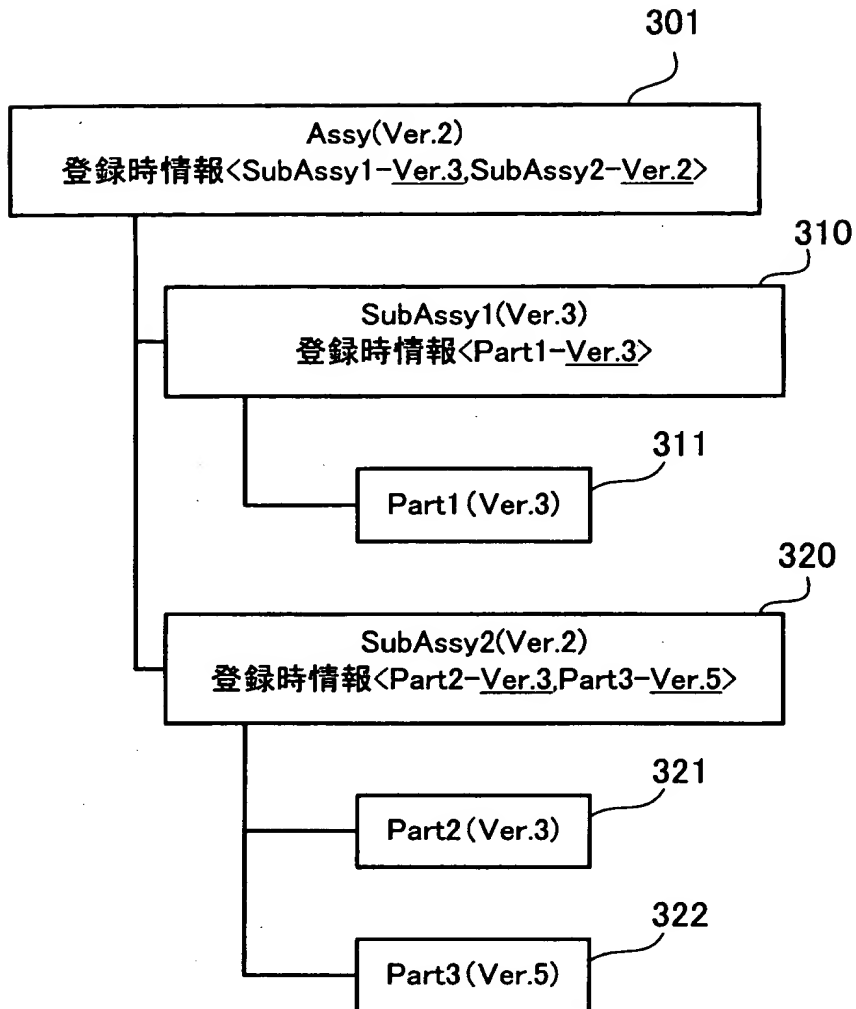 301
Assy(Ver.2)
登録時情報<SubAssy1-Ver.3,SubAssy2-Ver.2>
310
SubAssy1(Ver.3)
登録時情報<Part1-Ver.3>
311
Part1(Ver.3)
320
SubAssy2(Ver.2)
登録時情報<Part2-Ver.3,Part3-Ver.5>
321
Part2(Ver.3)
322
Part3(Ver.5)